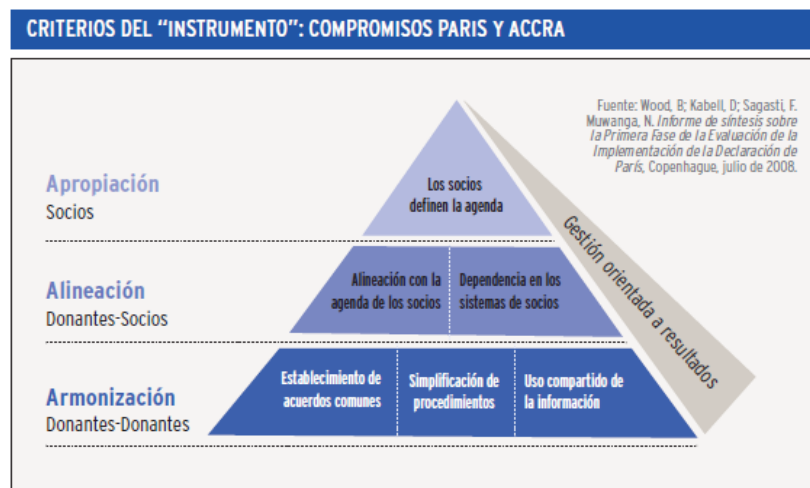 CRITERIOS DEL “INSTRUMENTO”: COMPROMISOS PARIS Y ACCRA
Fuente: Wood, B; Kabell, D; Sagasti, F.
Muwanga, N. Informe de síntesis sobre
la Primera Fase de la Evaluación de la
Implementación de la Declaración de
París, Copenhague, julio de 2008.
Apropiación
Socios
Los socios
definen la agenda
Alineación
Donantes-Socios
Alineación con la
agenda de los socios
Dependencia en los
sistemas de socios
Armonización
Donantes-Donantes
Establecimiento de
acuerdos comunes
Simplificación de
procedimientos
Uso compartido de
la información
Gestión orientada a resultados